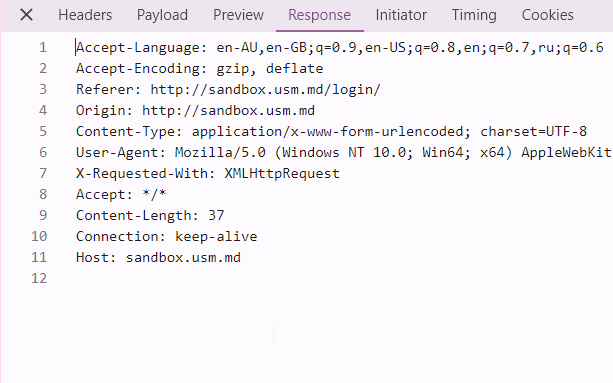 Headers Payload Preview Response Initiator Timing Cookies
1 Accept-Language: en-AU,en-GB;q=0.9,en-US;q=0.8,en;q=0.7,ru;q=0.6
2 Accept-Encoding: gzip, deflate
3 Referer: http://sandbox.usm.md/login/
4 Origin: http://sandbox.usm.md
5 Content-Type: application/x-www-form-urlencoded; charset=UTF-8
6 User-Agent: Mozilla/5.0 (Windows NT 10.0; Win64; x64) AppleWebKit
7 X-Requested-With: XMLHttpRequest
8 Accept: */*
9 Content-Length: 37
10 Connection: keep-alive
11 Host: sandbox.usm.md
12